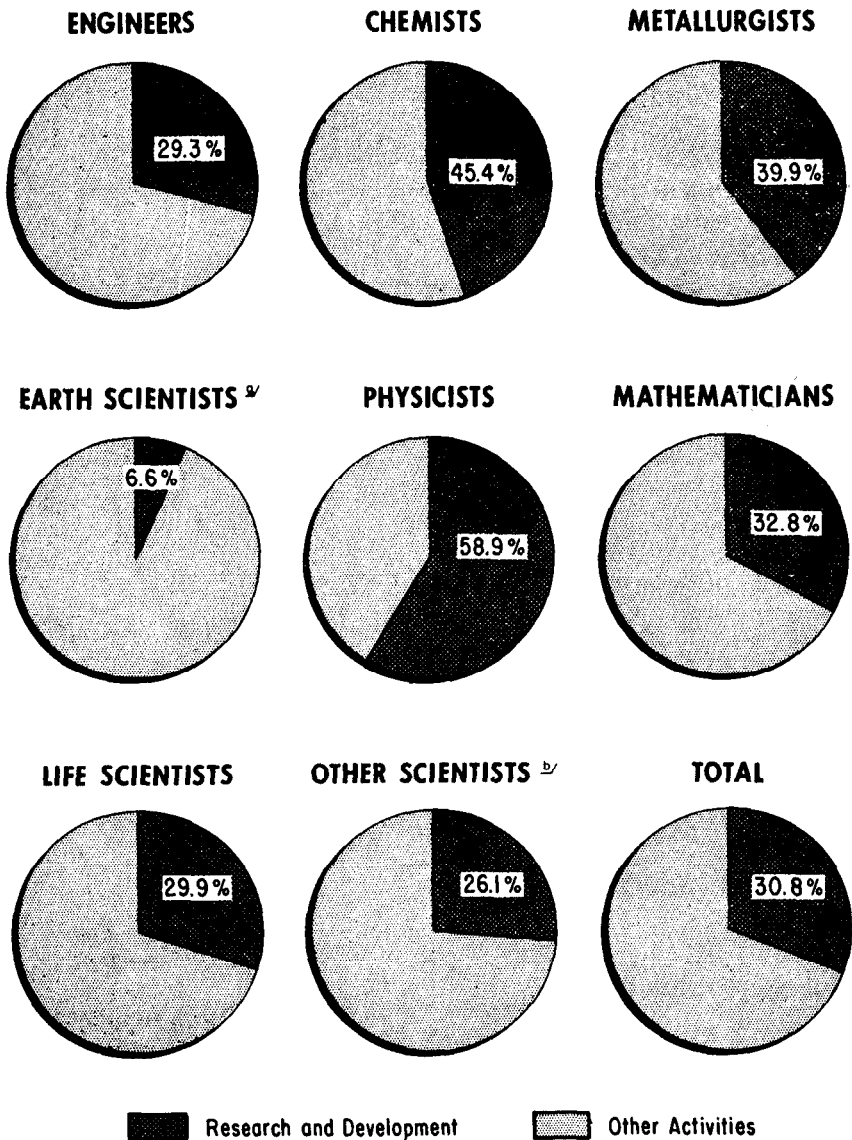 ENGINEERS CHEMISTS METALLURGISTS
29.3% 45.4% 39.9%
EARTH SCIENTISTS a/ PHYSICISTS MATHEMATICIANS
6.6% 58.9% 32.8%
LIFE SCIENTISTS OTHER SCIENTISTS b/ TOTAL
29.9% 26.1% 30.8%
Research and Development Other Activities